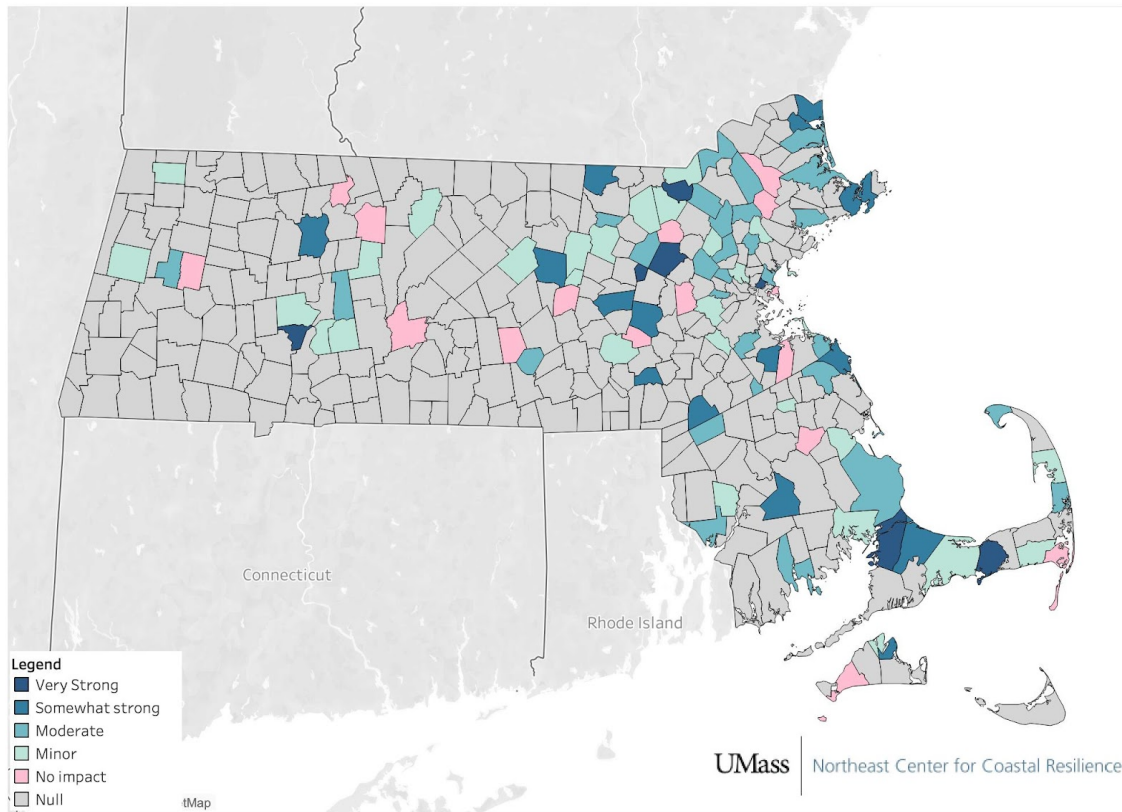 Connecticut
Rhode Island
Legend
Very Strong
Somewhat strong
Moderate
Minor
No impact
Null
tMap
UMass | Northeast Center for Coastal Resilience